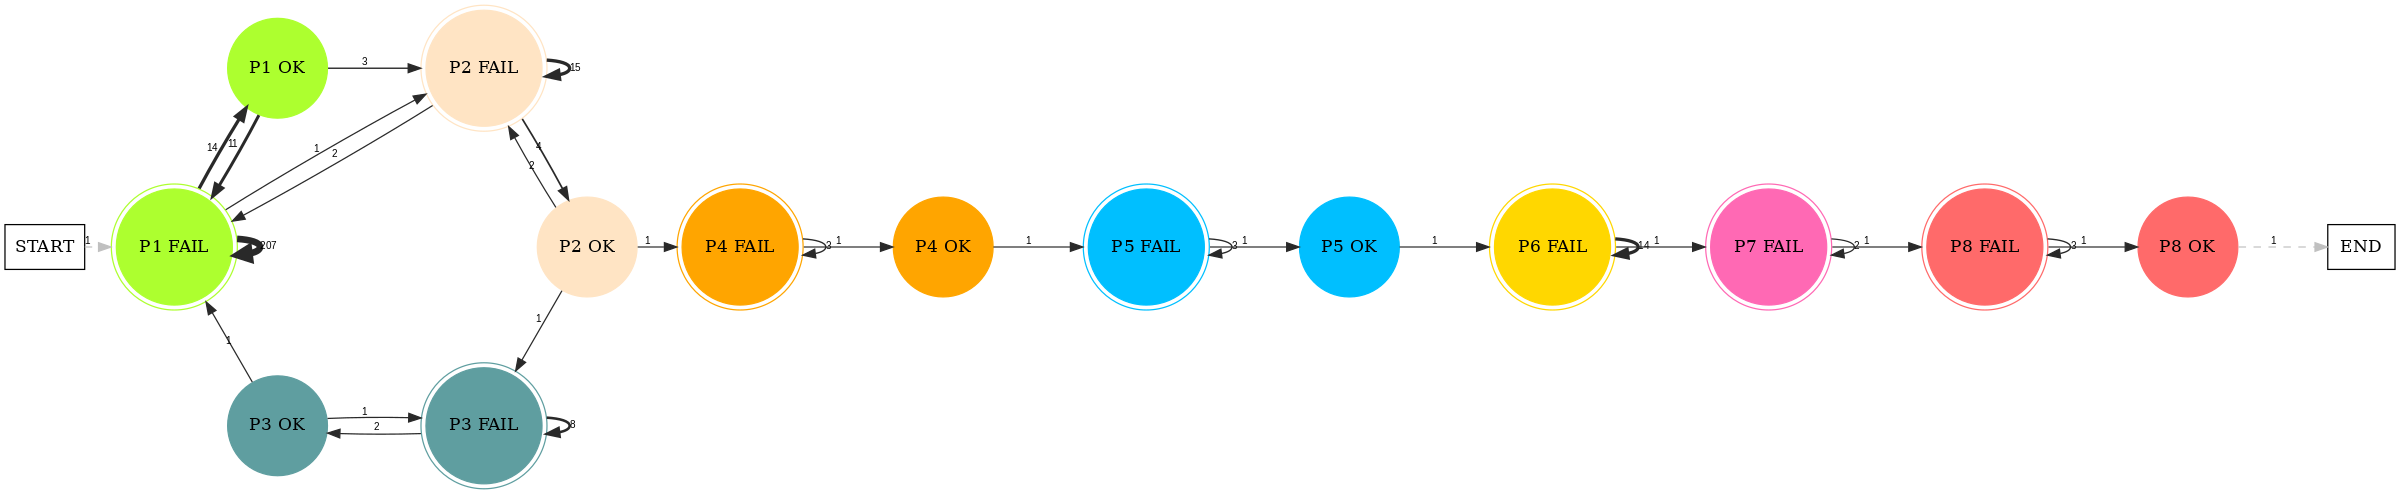 P1 OK
3
P2 FAIL
15
14
11
1
2
4
2
START
1
P1 FAIL
207
P2 OK
1
P4 FAIL
3
1
P4 OK
1
P5 FAIL
3
1
P5 OK
1
P6 FAIL
14
1
P7 FAIL
2
1
P8 FAIL
3
1
P8 OK
1
END
1
1
P3 OK
1
2
P3 FAIL
8